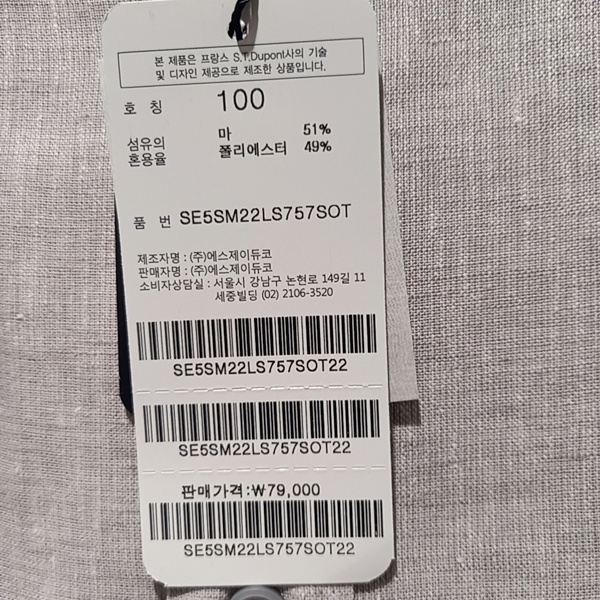 본 제품은 프랑스 S.T.Dupont사의 기술
및 디자인 제공으로 제조한 상품입니다.
호 칭 100
섬유의 혼용율
마 51%
폴리에스터 49%
품 번 SE5SM22LS757SOT
제조자명 : (주)에스제이듀코
판매자명 : (주)에스제이듀코
소비자상담실 : 서울시 강남구 논현로 149길 11
세중빌딩 (02) 2106-3520
SE5SM22LS757SOT22
SE5SM22LS757SOT22
판매가격:₩79,000
SE5SM22LS757SOT22